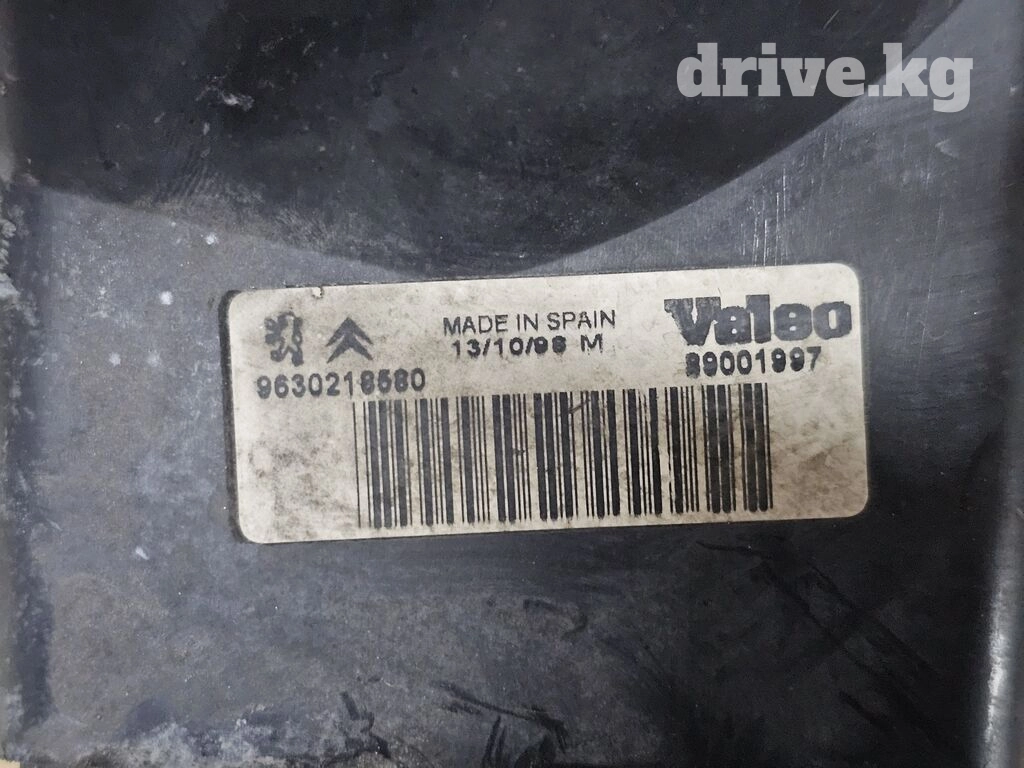 drive.kg
MADE IN SPAIN
13/10/98 M
Valeo
89001997
9630218580